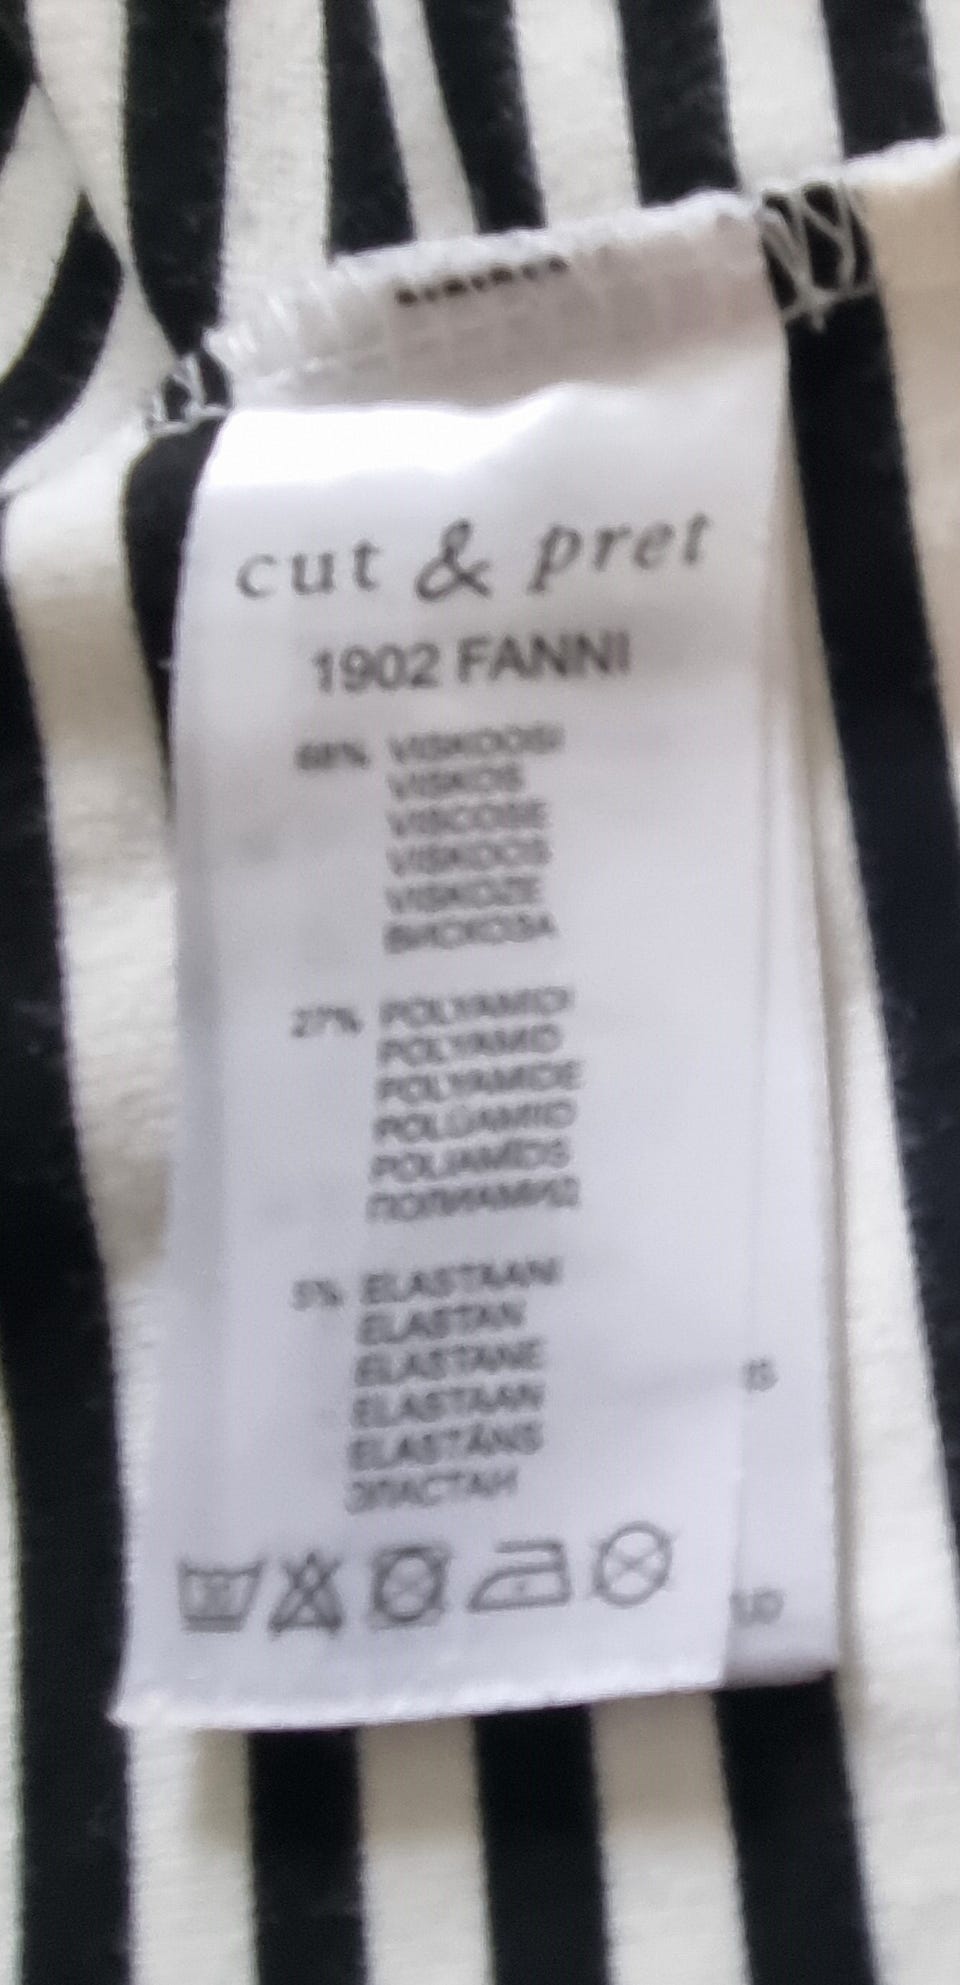 cut & pret
1902 FANNI
68% VISKOOSI
VISKOS
VISCOSE
VISKOOS
VISKOZE
ВИСКОЗА
27% POLYAMIDI
POLYAMID
POLYAMIDE
POLÜAMIID
POLIAMĪDS
ПОЛИАМИД
5% ELASTAANI
ELASTAN
ELASTANE
ELASTAAN
ELASTĀNS
ЭЛАСТАН